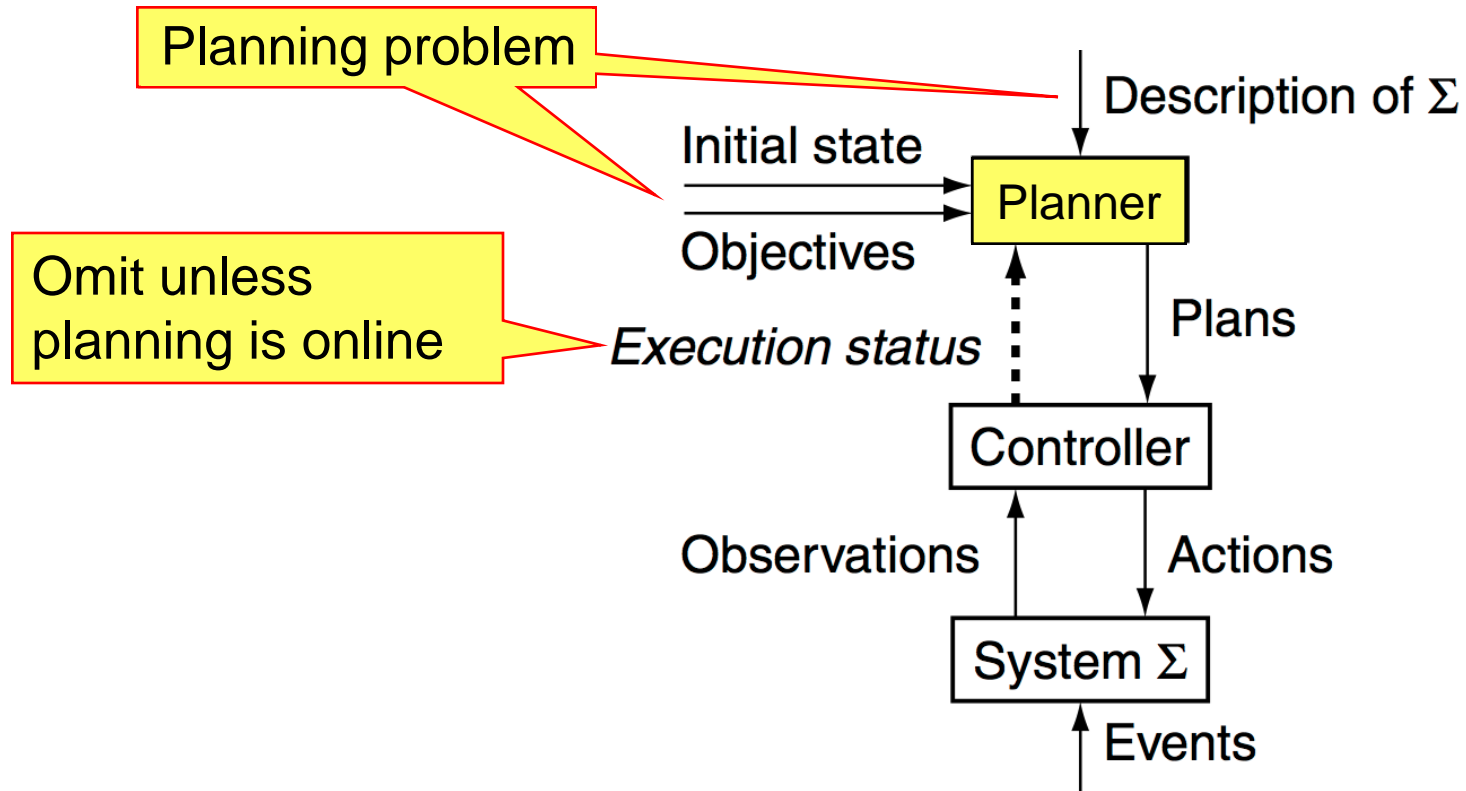 Planning problem
Description of Σ
Initial state
Planner
Objectives
Omit unless
planning is online
Execution status
Plans
Controller
Observations
Actions
System Σ
Events